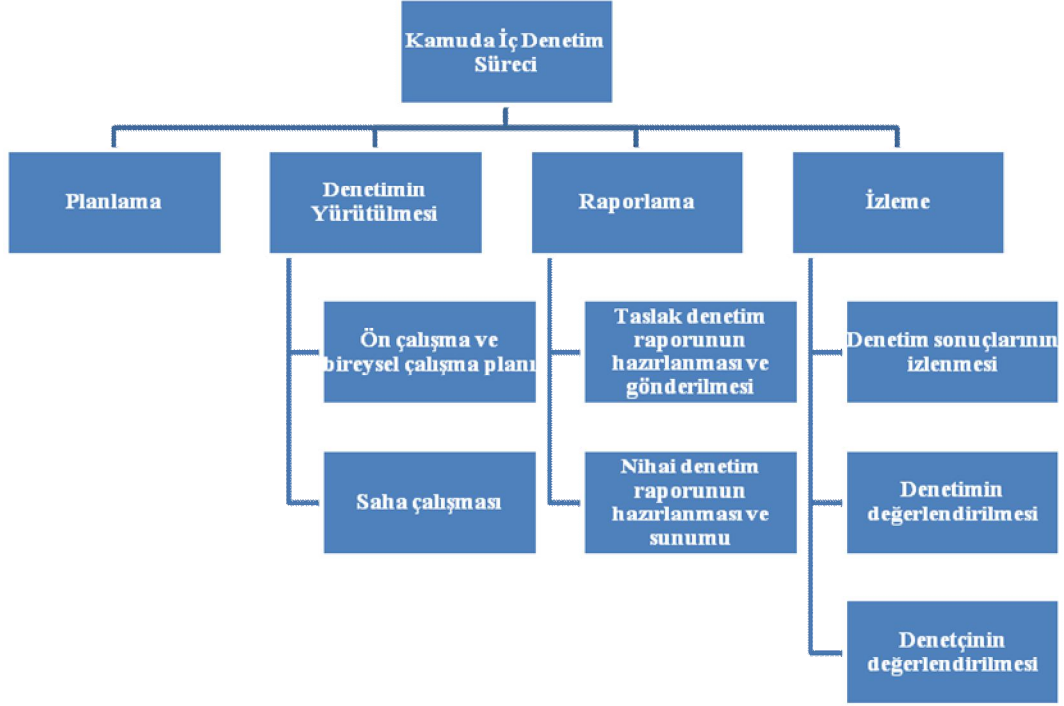 Kamuda İç Denetim
Süreci
Planlama
Denetimin
Yürütülmesi
Raporlama
İzleme
Ön çalışma ve
bireysel çalışma planı
Saha çalışması
Taslak denetim
raporunun
hazırlanması ve
gönderilmesi
Nihai denetim
raporunun
hazırlanması ve
sunumu
Denetim sonuçlarının
izlenmesi
Denetimin
değerlendirilmesi
Denetçinin
değerlendirilmesi